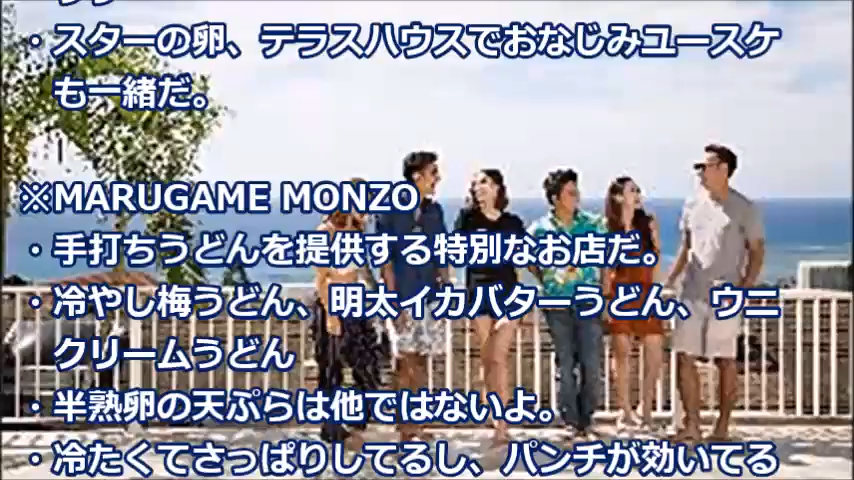 ・スターの卵、テラスハウスでおなじみユースケ
も一緒だ。
※MARUGAME MONZO
・手打ちうどんを提供する特別なお店だ。
・冷やし梅うどん、明太イカバターうどん、ウニ
クリームうどん
・半熟卵の天ぷらは他ではないよ。
・冷たくてさっぱりしてるし、パンチが効いてる